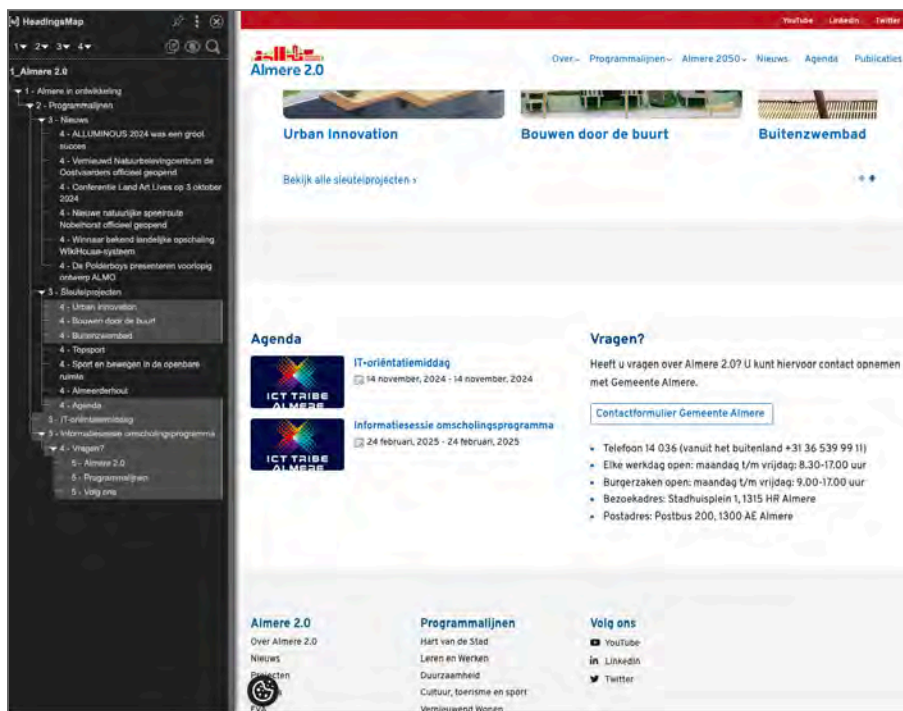 HeadingsMap
1 2 3 4
1_Almere 2.0
1 - Almere in ontwikkeling
2 - Programmalijnen
3 - Nieuws
4 - ALLUMINOUS 2024 was een groot
succes
4 - Vernieuwd Natuurbelevingcentrum de
Oostvaarders officieel geopend
4 - Conferentie Land Art Lives op 3 oktober
2024
4 - Nieuwe natuurlijke speelroute
Nobelhorst officieel geopend
4 - Winnaar bekend landelijke opschaling
WikiHouse-systeem
4 - De Polderboys presenteren voorlopig
ontwerp ALMO
3 - Sleutelprojecten
4 - Urban Innovation
4 - Bouwen door de buurt
4 - Buitenzwembad
4 - Topsport
4 - Sport en bewegen in de openbare
ruimte
4 - Almeerderhout
4 - Agenda
3 - IT-oriëntatiemiddag
3 - Informatiesessie omscholingsprogramma
4 - Vragen?
5 - Almere 2.0
5 - Programmalijnen
5 - Volg ons
YouTube LinkedIn Twitter
Almere 2.0
Over Programmalijnen Almere 2050 Nieuws Agenda Publicaties
Urban Innovation
Bouwen door de buurt
Buitenzwembad
Bekijk alle sleutelprojecten ›
Agenda
ICT TRIBE
ALMERE
IT-oriëntatiemiddag
14 november, 2024 - 14 november, 2024
ICT TRIBE
ALMERE
Informatiesessie omscholingsprogramma
24 februari, 2025 - 24 februari, 2025
Vragen?
Heeft u vragen over Almere 2.0? U kunt hiervoor contact opnemen
met Gemeente Almere.
Contactformulier Gemeente Almere
Telefoon 14 036 (vanuit het buitenland +31 36 539 99 11)
Elke werkdag open: maandag t/m vrijdag: 8.30-17.00 uur
Burgerzaken open: maandag t/m vrijdag: 9.00-17.00 uur
Bezoekadres: Stadhuisplein 1, 1315 HR Almere
Postadres: Postbus 200, 1300 AE Almere
Almere 2.0
Over Almere 2.0
Nieuws
Projecten
EVA
Programmalijnen
Hart van de Stad
Leren en Werken
Duurzaamheid
Cultuur, toerisme en sport
Vernieuwend Wonen
Volg ons
YouTube
LinkedIn
Twitter